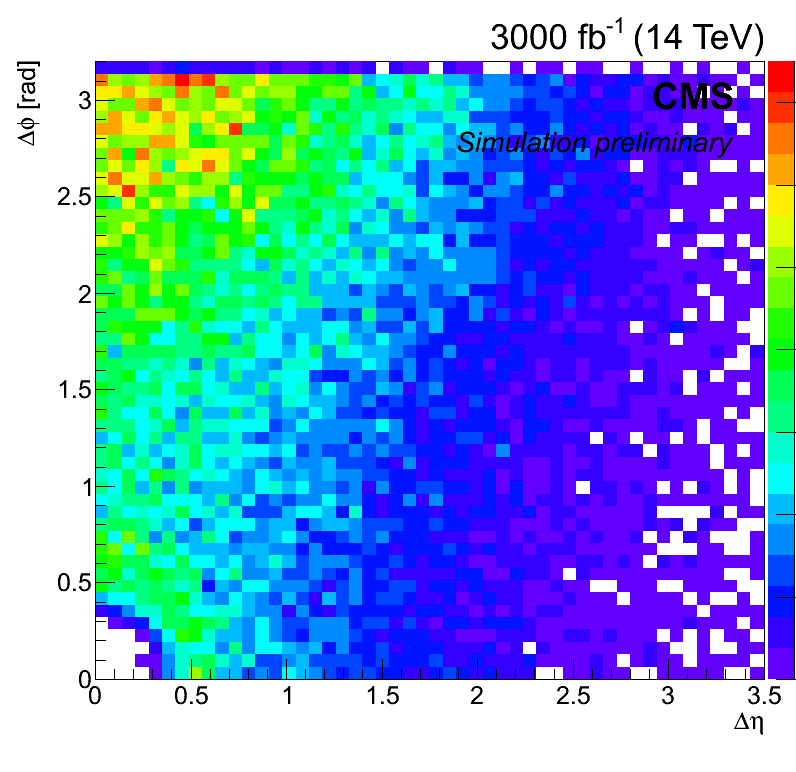 3000 fb⁻¹ (14 TeV)
Δϕ [rad]
CMS
Simulation preliminary
3
2.5
2
1.5
1
0.5
0
0 0.5 1 1.5 2 2.5 3 3.5
Δη